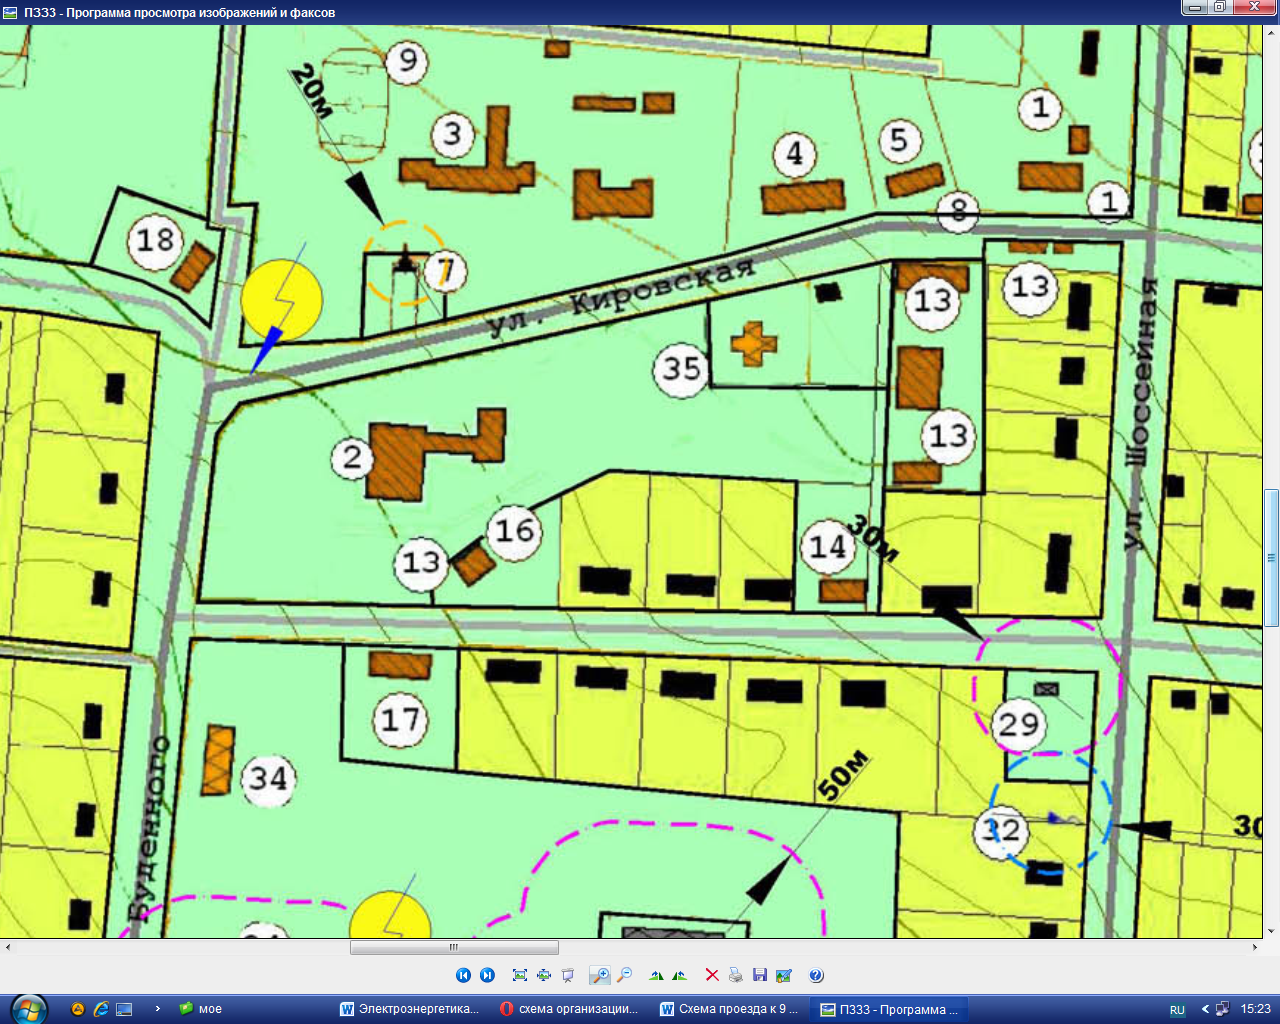 ПЗЗ3 - Программа просмотра изображений и факсов
9
20м
3
1
5
4
1
8
18
7
ул. Кировская
13
13
35
ул. Шоссейная
13
2
16
30м
14
13
17
29
34
50м
32
30
Буденного
мое
Электроэнергетика...
схема организации...
Схема проезда к 9 ...
ПЗЗ3 - Программа ...
RU
15:23